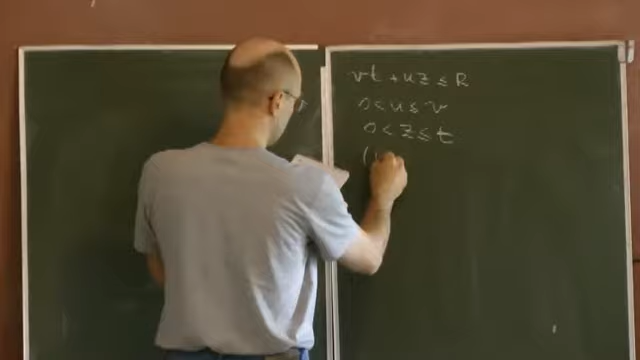 vt + uz ≤ R
0 < u ≤ v
0 < z ≤ t
(